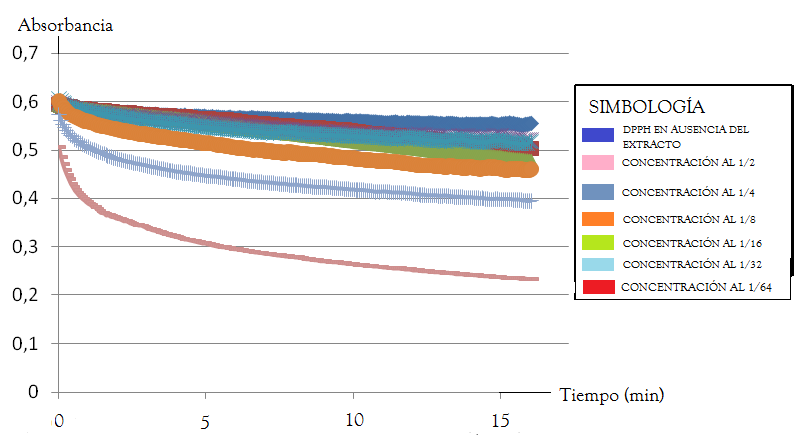 Absorbancia
0,7
0,6
0,5
0,4
0,3
0,2
0,1
0
0
5
10
15
Tiempo (min)
SIMBOLOGÍA
DPPH EN AUSENCIA DEL
EXTRACTO
CONCENTRACIÓN AL 1/2
CONCENTRACIÓN AL 1/4
CONCENTRACIÓN AL 1/8
CONCENTRACIÓN AL 1/16
CONCENTRACIÓN AL 1/32
CONCENTRACIÓN AL 1/64